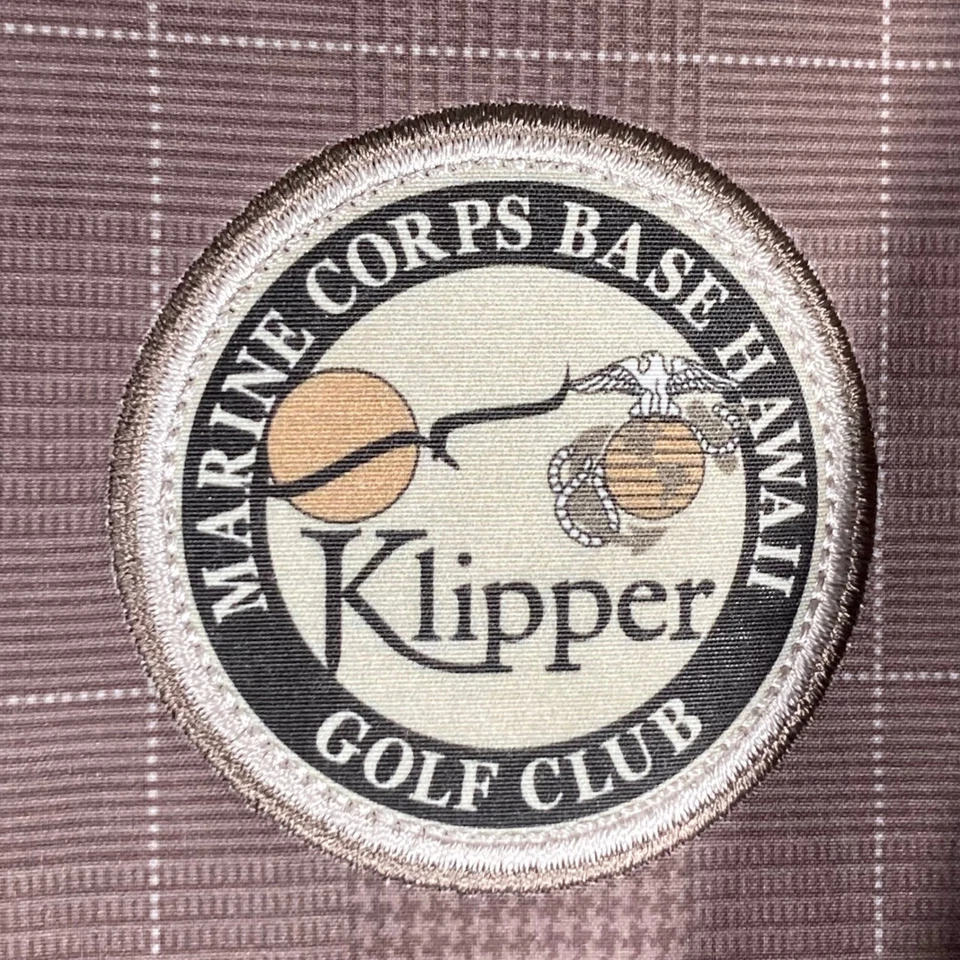 MARINE CORPS BASE HAWAII
Klipper
GOLF CLUB